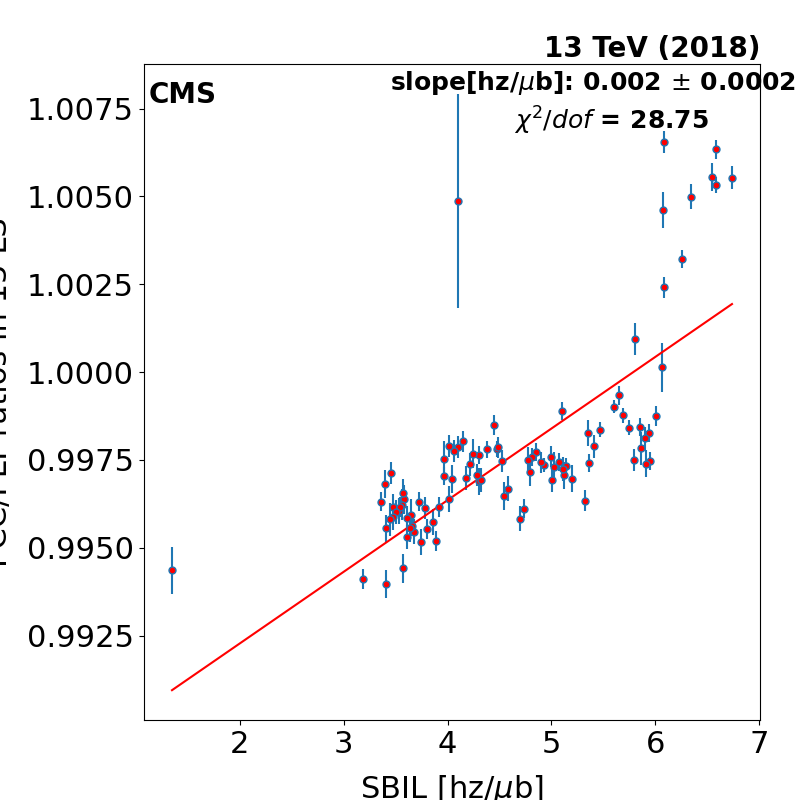 13 TeV (2018)
CMS
slope[hz/μb]: 0.002 ± 0.0002
χ²/dof = 28.75
1.0075
1.0050
1.0025
1.0000
0.9975
0.9950
0.9925
2 3 4 5 6 7
SBIL [hz/μb]